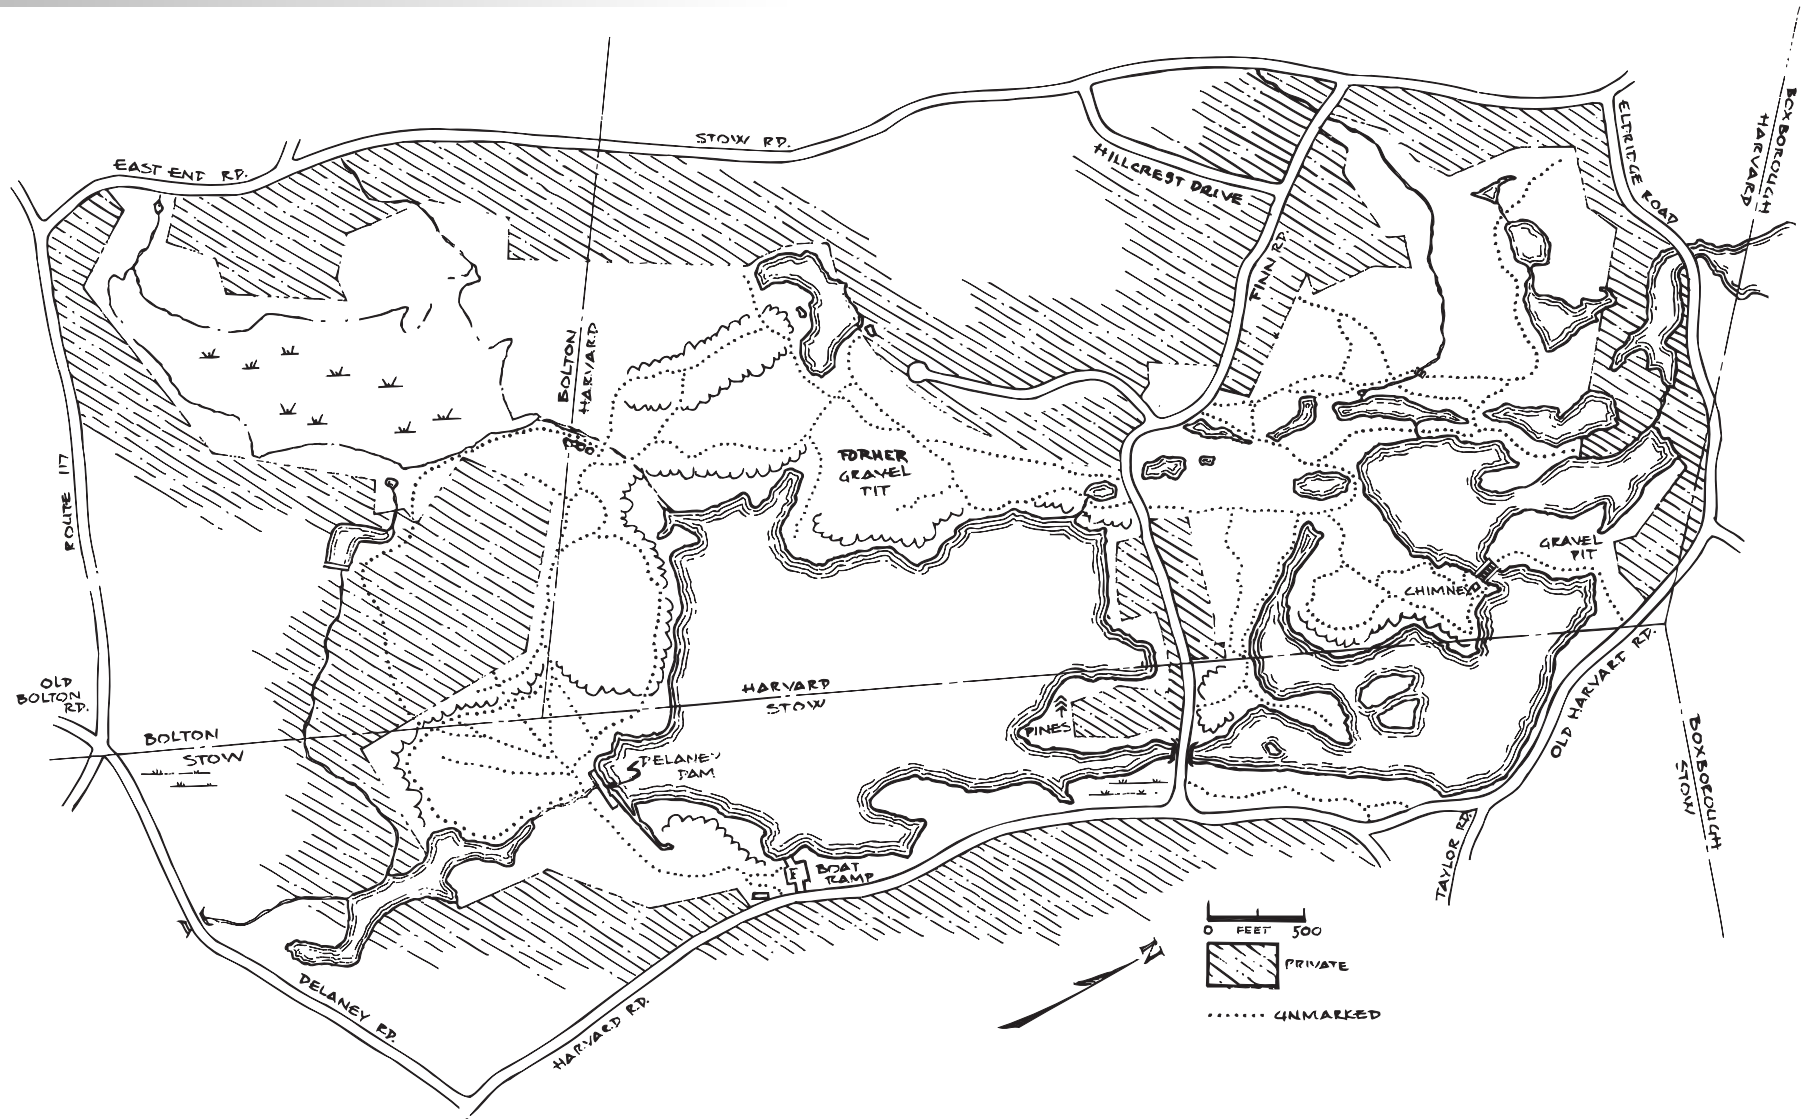 STOW RD.
EAST END RD.
HILLCREST DRIVE
FINN RD.
ELDRIDGE ROAD
BOXBOROUGH
HARVARD
BOLTON
HARVARD
ROUTE 117
FORMER
GRAVEL
PIT
GRAVEL
PIT
CHIMNEY
OLD
BOLTON
RD.
BOLTON
STOW
HARVARD
STOW
PINES
DELANEY
DAM
OLD HARVARD RD.
BOXBOROUGH
STOW
TAYLOR RD.
P
BOAT
RAMP
DELANEY RD.
HARVARD RD.
N
0 FEET 500
PRIVATE
UNMARKED